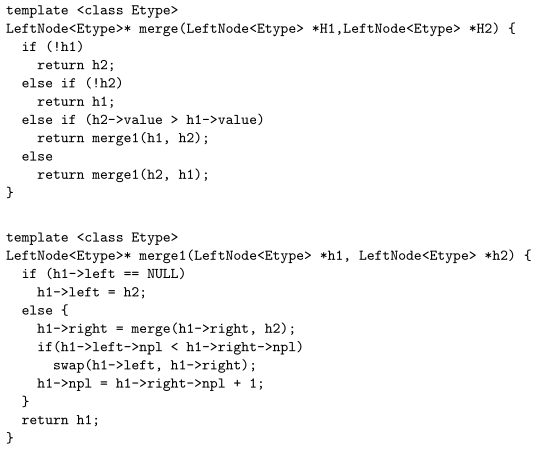 template <class Etype>
LeftNode<Etype>* merge(LeftNode<Etype> *H1,LeftNode<Etype> *H2) {
  if (!h1)
    return h2;
  else if (!h2)
    return h1;
  else if (h2->value > h1->value)
    return merge1(h1, h2);
  else
    return merge1(h2, h1);
}

template <class Etype>
LeftNode<Etype>* merge1(LeftNode<Etype> *h1, LeftNode<Etype> *h2) {
  if (h1->left == NULL)
    h1->left = h2;
  else {
    h1->right = merge(h1->right, h2);
    if(h1->left->npl < h1->right->npl)
      swap(h1->left, h1->right);
    h1->npl = h1->right->npl + 1;
  }
  return h1;
}